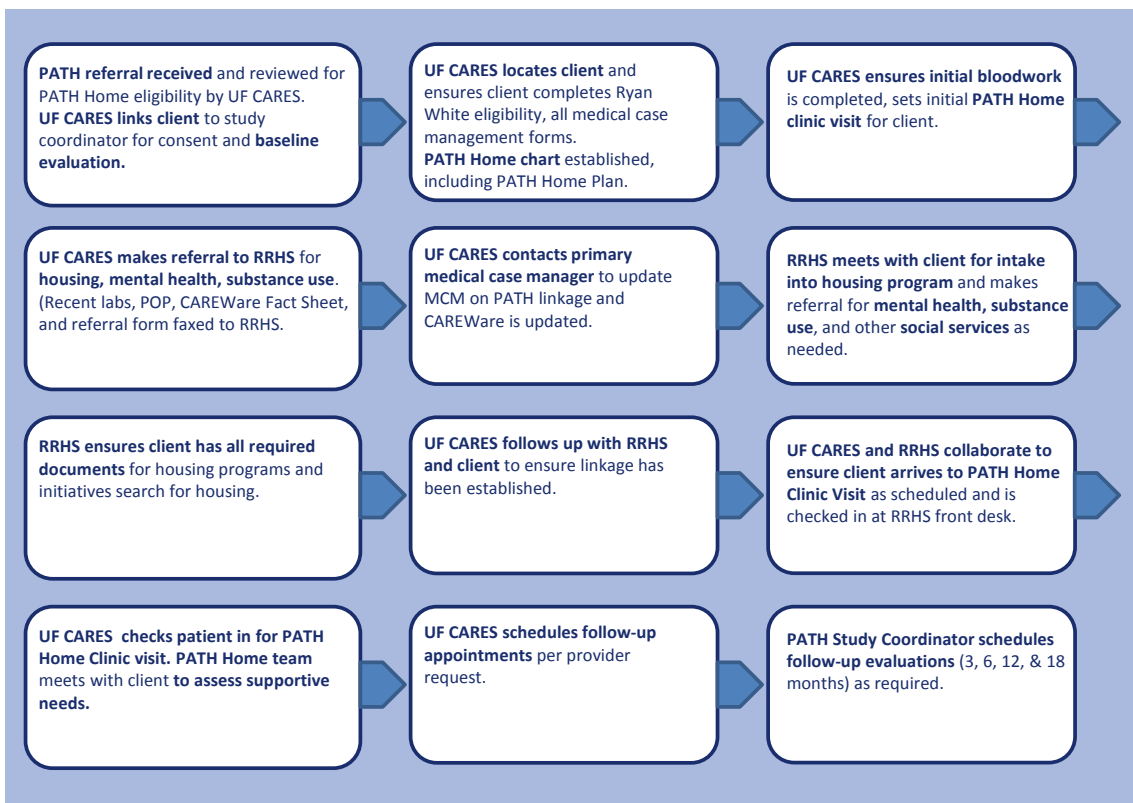 PATH referral received and reviewed for
PATH Home eligibility by UF CARES.
UF CARES links client to study
coordinator for consent and baseline
evaluation.
UF CARES locates client and
ensures client completes Ryan
White eligibility, all medical case
management forms.
PATH Home chart established,
including PATH Home Plan.
UF CARES ensures initial bloodwork
is completed, sets initial PATH Home
clinic visit for client.
UF CARES makes referral to RRHS for
housing, mental health, substance use.
(Recent labs, POP, CAREWare Fact Sheet,
and referral form faxed to RRHS.
UF CARES contacts primary
medical case manager to update
MCM on PATH linkage and
CAREWare is updated.
RRHS meets with client for intake
into housing program and makes
referral for mental health, substance
use, and other social services as
needed.
RRHS ensures client has all required
documents for housing programs and
initiatives search for housing.
UF CARES follows up with RRHS
and client to ensure linkage has
been established.
UF CARES and RRHS collaborate to
ensure client arrives to PATH Home
Clinic Visit as scheduled and is
checked in at RRHS front desk.
UF CARES checks patient in for PATH
Home Clinic visit. PATH Home team
meets with client to assess supportive
needs.
UF CARES schedules follow-up
appointments per provider
request.
PATH Study Coordinator schedules
follow-up evaluations (3, 6, 12, & 18
months) as required.